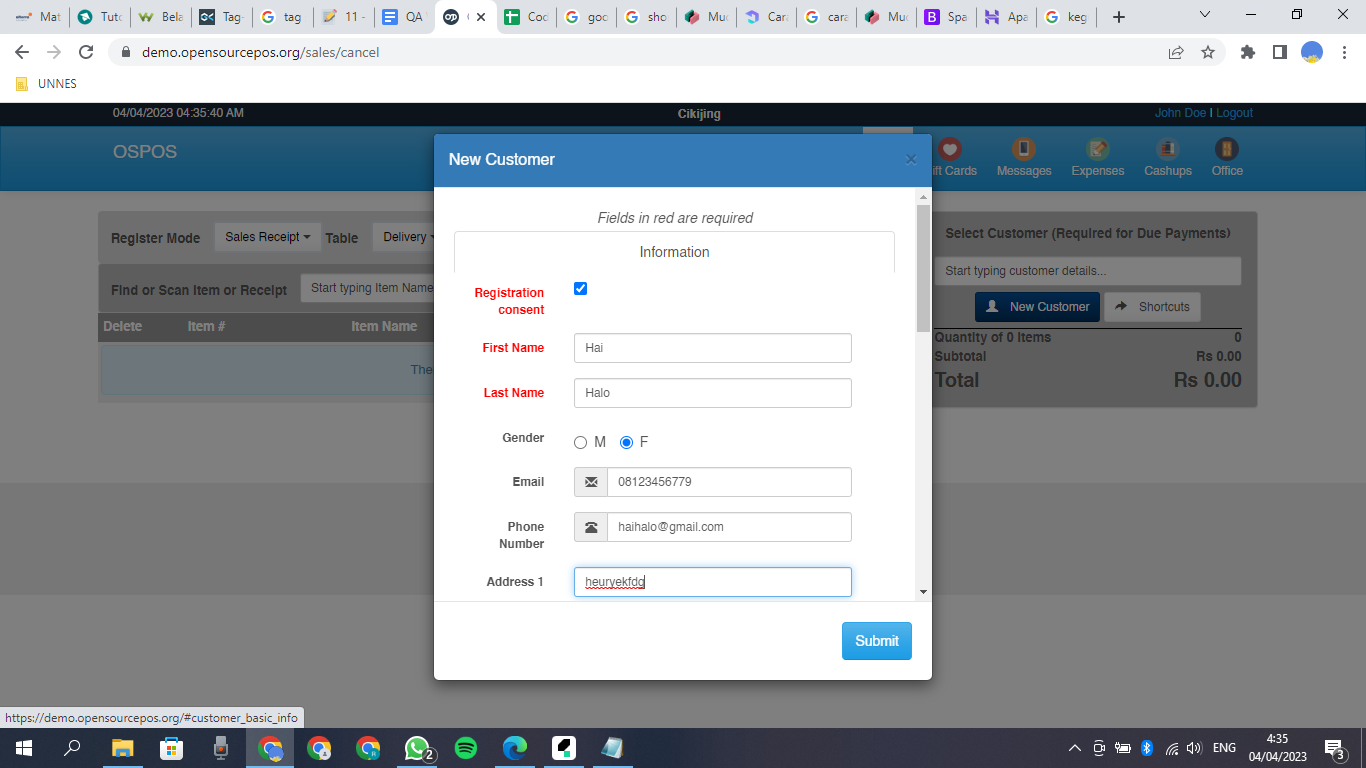 Mat
Tuto
Bela
Tag-
tag
11 -
QA
Cod
goo
sho
Muc
Cara
cara
Muc
Spa
Apa
keg
demo.opensourcepos.org/sales/cancel
UNNES
04/04/2023 04:35:40 AM
Cikijing
John Doe | Logout
OSPOS
ift Cards
Messages
Expenses
Cashups
Office
New Customer
×
Fields in red are required
Information
Register Mode
Sales Receipt
Table
Delivery
Select Customer (Required for Due Payments)
Find or Scan Item or Receipt
Start typing Item Name
Start typing customer details...
New Customer
Shortcuts
Delete
Item #
Item Name
Quantity of 0 Items
0
Subtotal
Rs 0.00
Total
Rs 0.00
The
Registration
consent
First Name
Hai
Last Name
Halo
Gender
M
F
Email
08123456779
Phone
Number
haihalo@gmail.com
Address 1
heuryekfdg
Submit
https://demo.opensourcepos.org/#customer_basic_info
2
ENG
4:35
04/04/2023
3